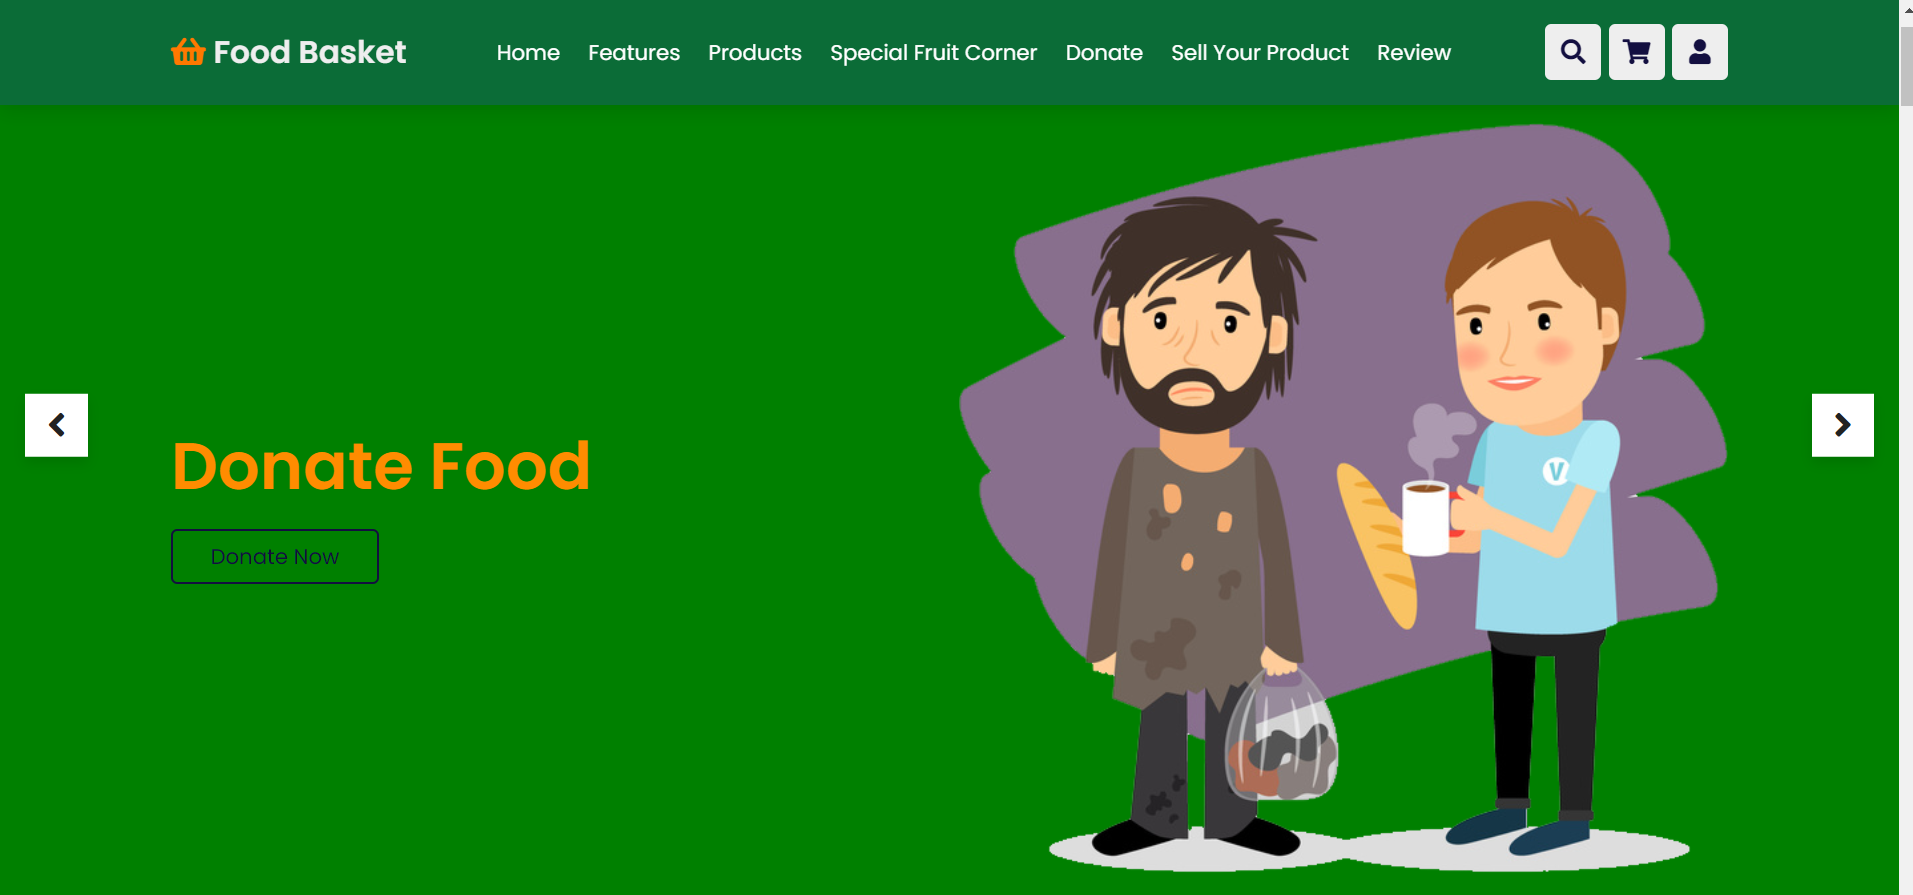 Food Basket
Home Features Products Special Fruit Corner Donate Sell Your Product Review
Donate Food
Donate Now
V